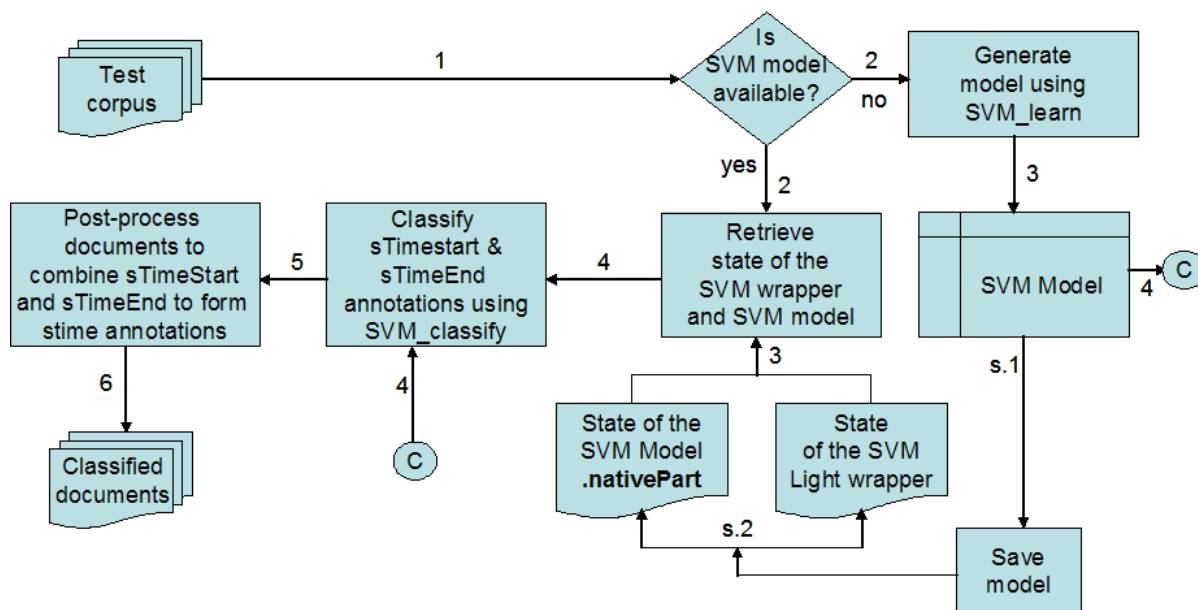 Test
corpus
1
Is
SVM model
available?
2
no
Generate
model using
SVM_learn
yes
2
3
Post-process
documents to
combine sTimeStart
and sTimeEnd to form
stime annotations
5
Classify
sTimestart &
sTimeEnd
annotations using
SVM_classify
4
Retrieve
state of the
SVM wrapper
and SVM model
SVM Model
4
C
6
4
3
s.1
Classified
documents
C
State of the
SVM Model
.nativePart
State
of the SVM
Light wrapper
s.2
Save
model